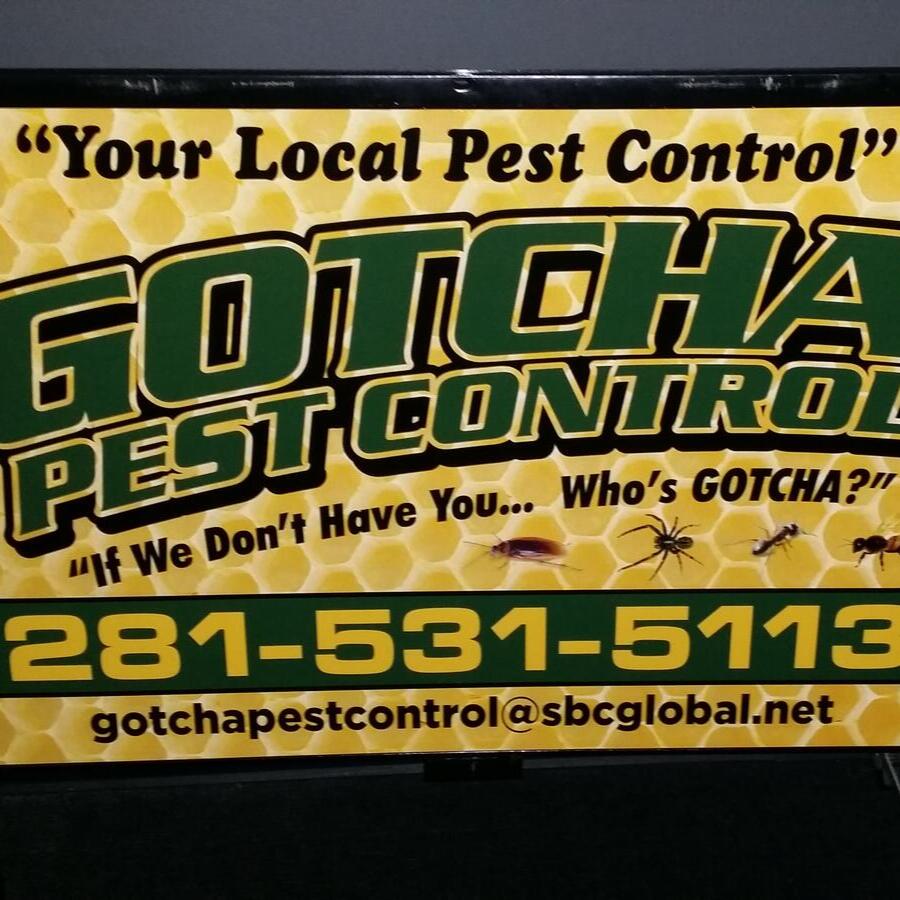 “Your Local Pest Control”
GOTCHA
PEST CONTROL
“If We Don't Have You... Who's GOTCHA?”
281-531-5113
gotchapestcontrol@sbcglobal.net